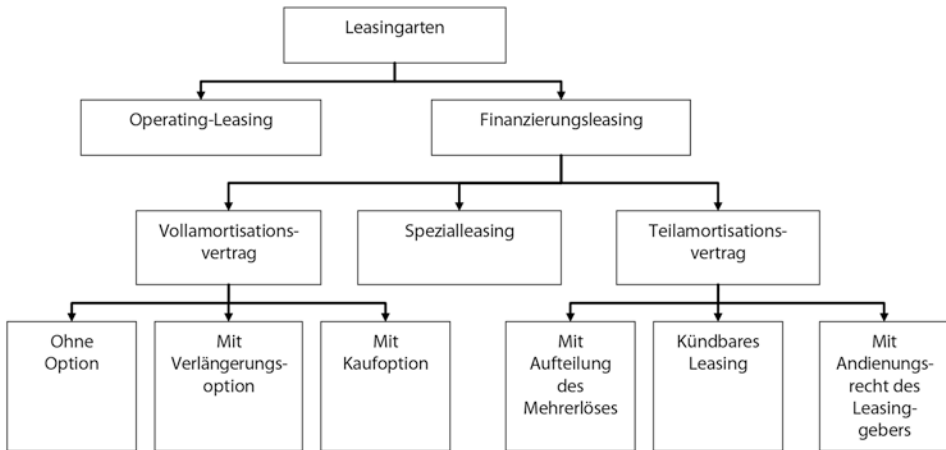 Leasingarten
Operating-Leasing
Finanzierungsleasing
Vollamortisations-
vertrag
Spezialleasing
Teilamortisations-
vertrag
Ohne
Option
Mit
Verlängerungs-
option
Mit
Kaufoption
Mit
Aufteilung
des
Mehrerlöses
Kündbares
Leasing
Mit
Andienungs-
recht des
Leasing-
gebers